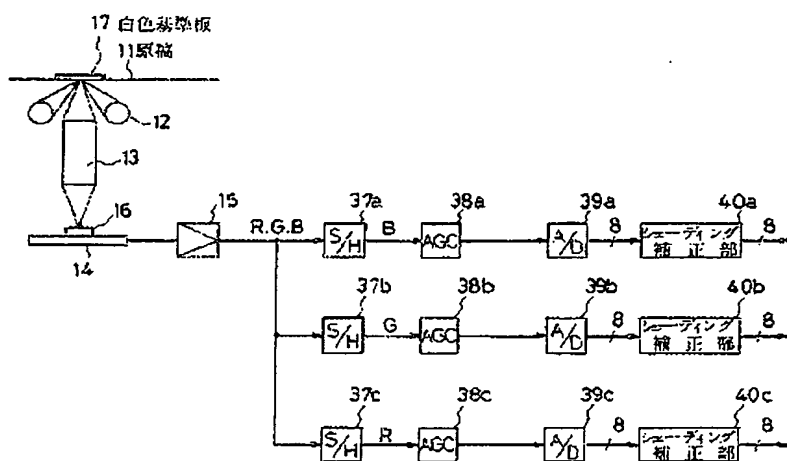 17 白色基準板
11 原稿
12
13
16
14
15
R.G.B
37a
S/H
B
38a
AGC
39a
A/D
8
40a
シェーディング
補正部
8
37b
S/H
G
38b
AGC
39b
A/D
8
40b
シェーディング
補正部
8
37c
S/H
R
38c
AGC
39c
A/D
8
40c
シェーディング
補正部
8